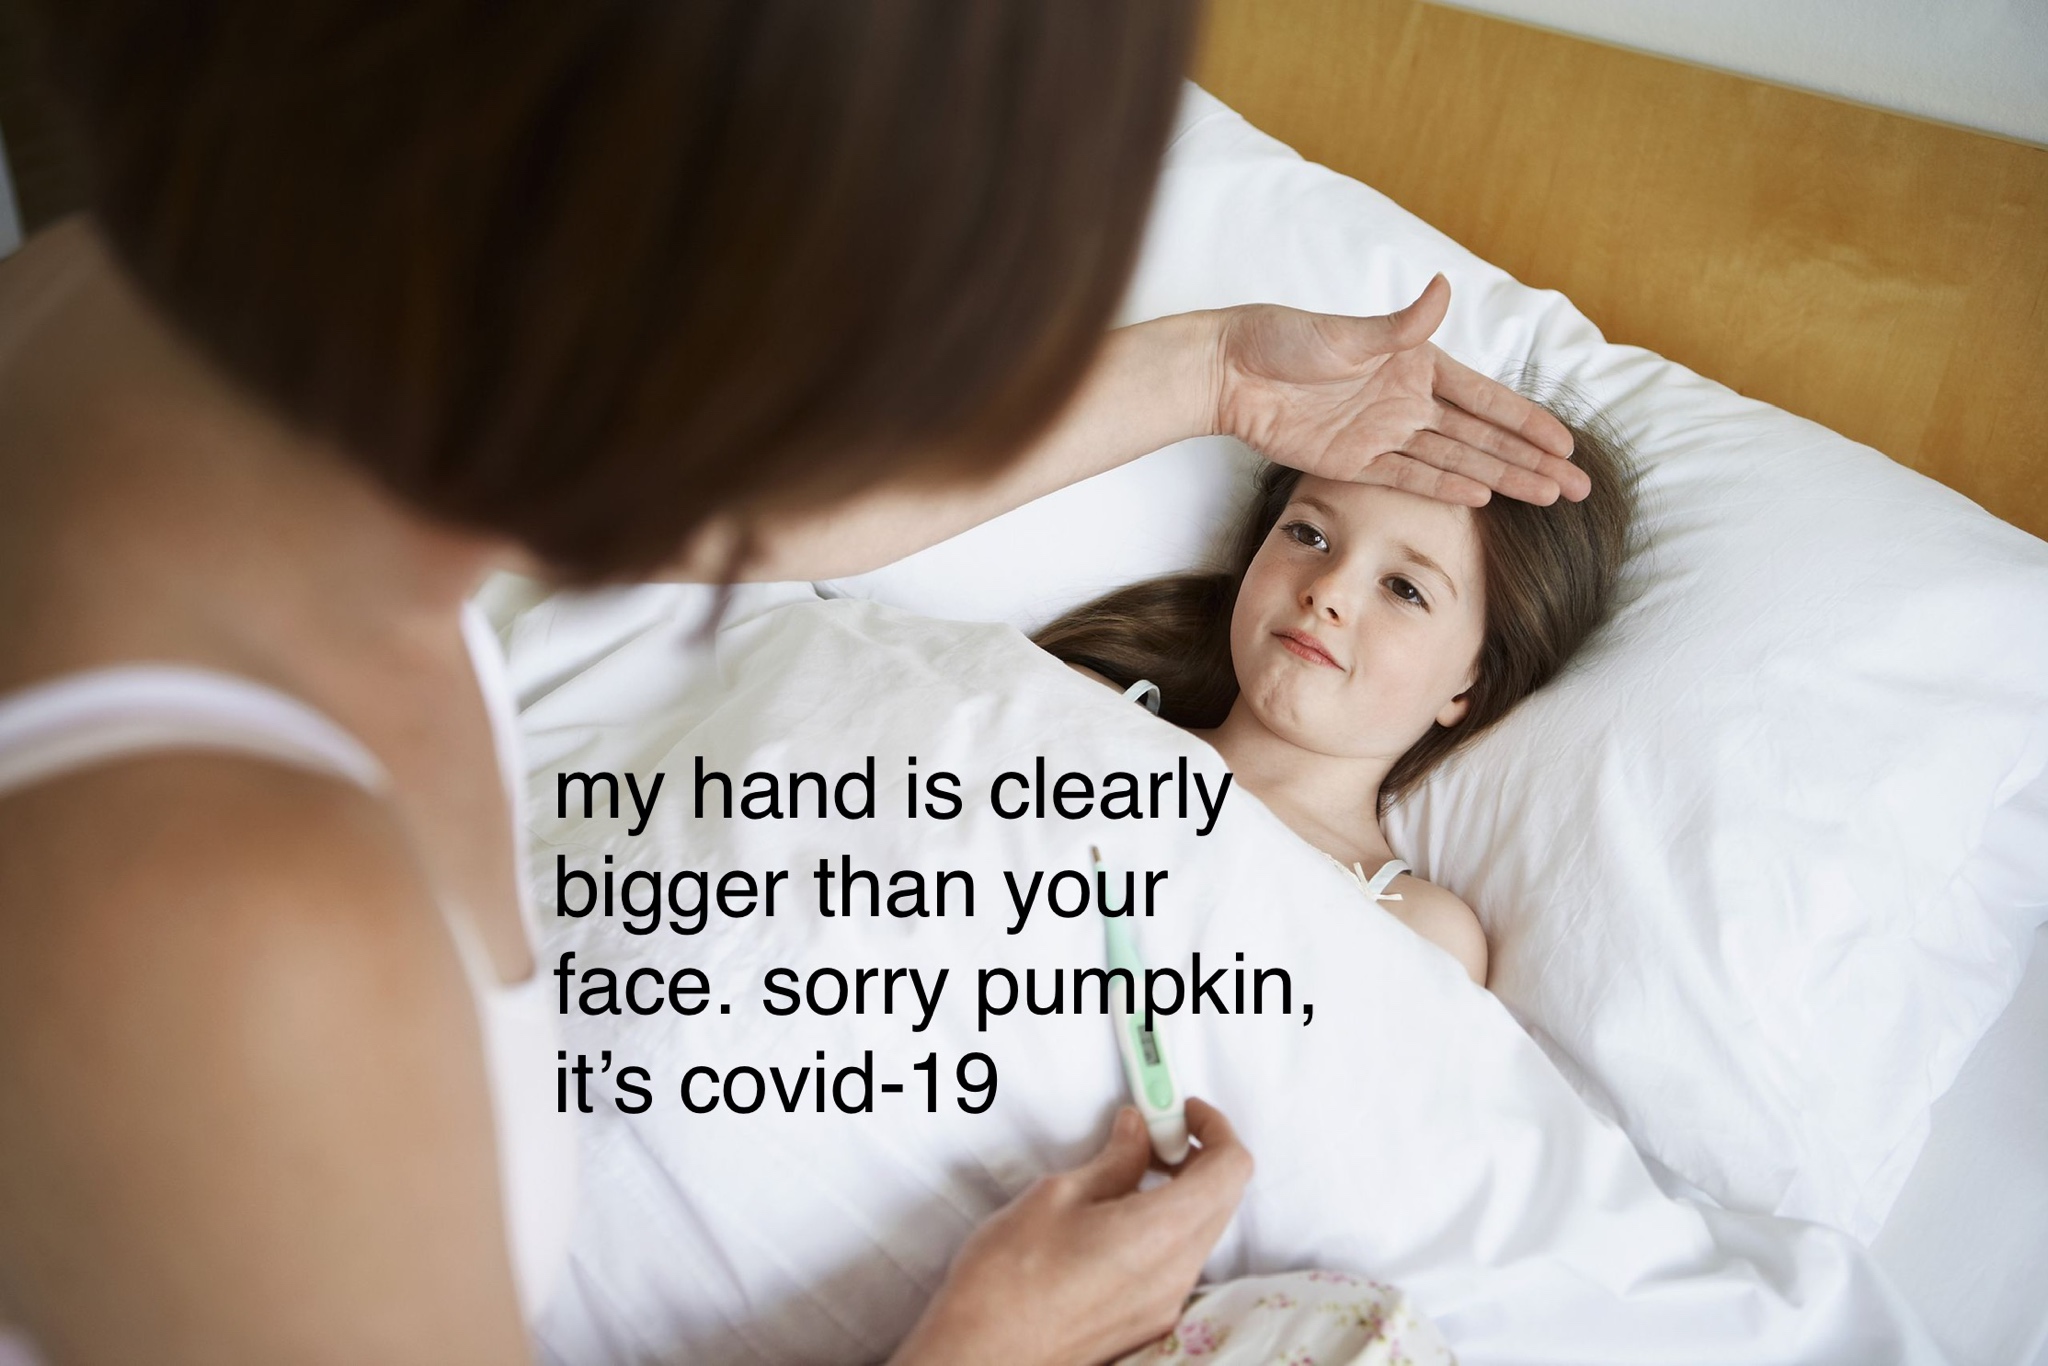 my hand is clearly
bigger than your
face. sorry pumpkin,
it’s covid-19